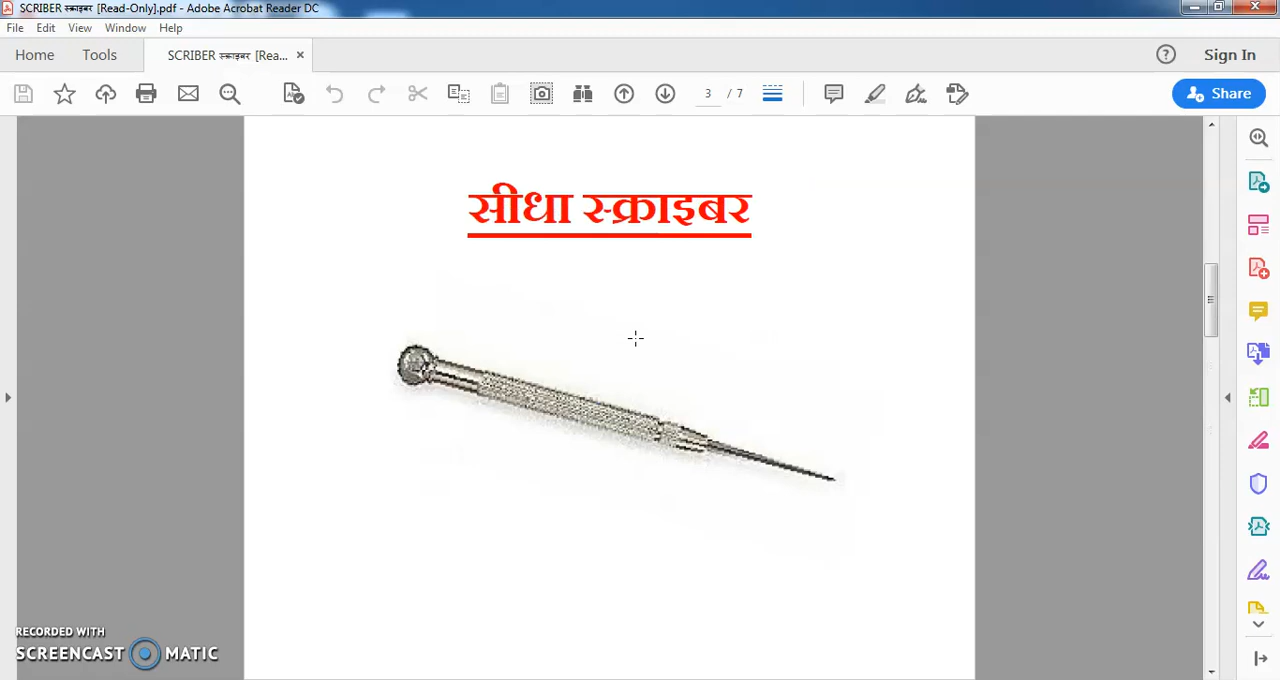 SCRIBER स्क्राइबर [Read-Only].pdf - Adobe Acrobat Reader DC
File Edit View Window Help
Home Tools SCRIBER स्क्राइबर [Rea... × Sign In
3 / 7 Share
सीधा स्क्राइबर
RECORDED WITH
SCREENCAST MATIC